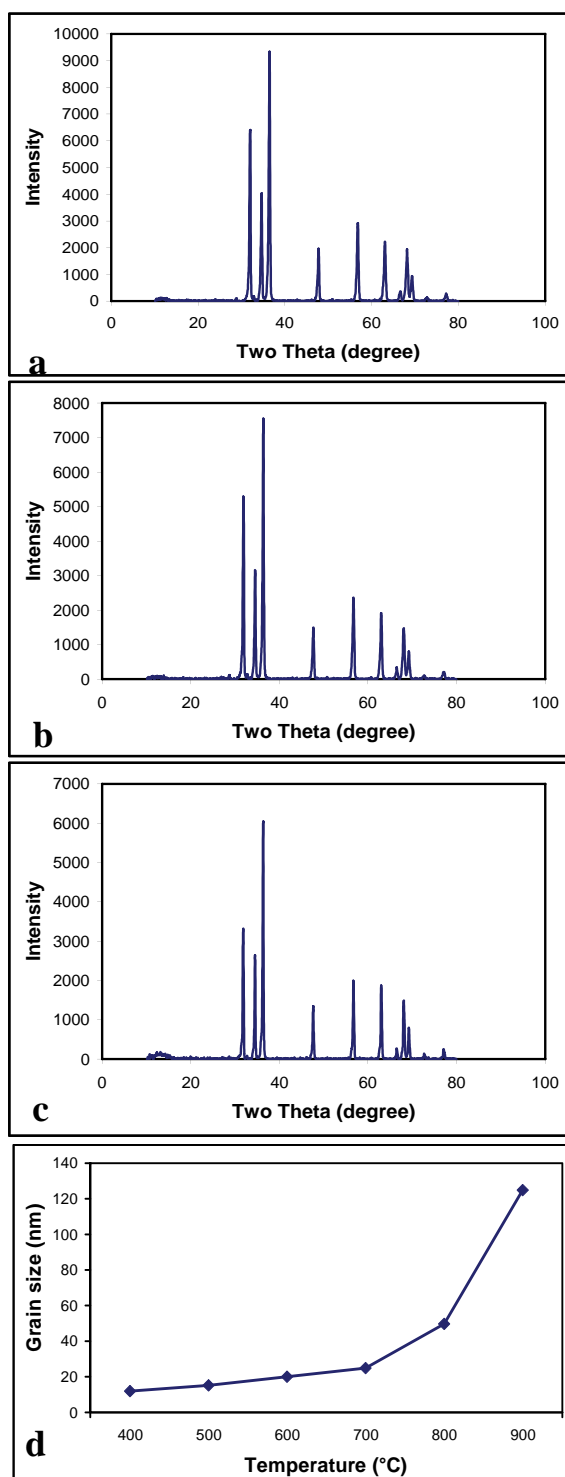 10000
9000
8000
7000
6000
5000
4000
3000
2000
1000
0
Intensity
0 20 40 60 80 100
Two Theta (degree)
a
8000
7000
6000
5000
4000
3000
2000
1000
0
Intensity
0 20 40 60 80 100
Two Theta (degree)
b
7000
6000
5000
4000
3000
2000
1000
0
Intensity
0 20 40 60 80 100
Two Theta (degree)
c
140
120
100
80
60
40
20
0
Grain size (nm)
400 500 600 700 800 900
Temperature (°C)
d